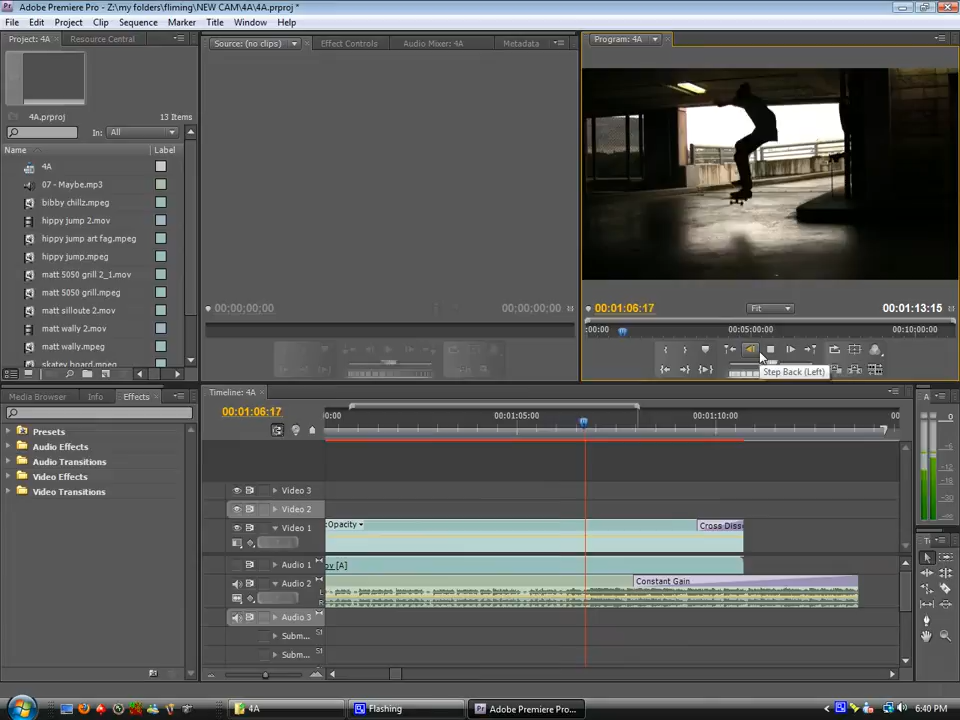 Adobe Premiere Pro - Z:\my folders\fliming\NEW CAM\4A\4A.prproj *
File Edit Project Clip Sequence Marker Title Window Help
Project: 4A Resource Central
Source: (no clips) Effect Controls Audio Mixer: 4A Metadata
Program: 4A
4A.prproj 13 Items
In: All
Name Label
4A
07 - Maybe.mp3
bibby chillz.mpeg
hippy jump 2.mov
hippy jump art fag.mpeg
hippy jump.mpeg
matt 5050 grill 2_1.mov
matt 5050 grill.mpeg
matt silloute 2.mov
matt wally 2.mov
matt wally.mpeg
skatey board.mpeg
00;00;00;00 00;00;00;00
00:01:06:17 Fit 00:01:13:15
:00:00 00:05:00:00 00:10:00:00
Step Back (Left)
Media Browser Info Effects
Presets
Audio Effects
Audio Transitions
Video Effects
Video Transitions
Timeline: 4A
00:01:06:17
0:00 00:01:05:00 00:01:10:00 00
Video 3
Video 2
Video 1 :Opacity Cross Diss
Audio 1 ov [A]
Audio 2 Constant Gain
L
R
Audio 3
Subm...
Subm...
A
0
-6
-12
-18
-30
4A Flashing Adobe Premiere Pro... 6:40 PM